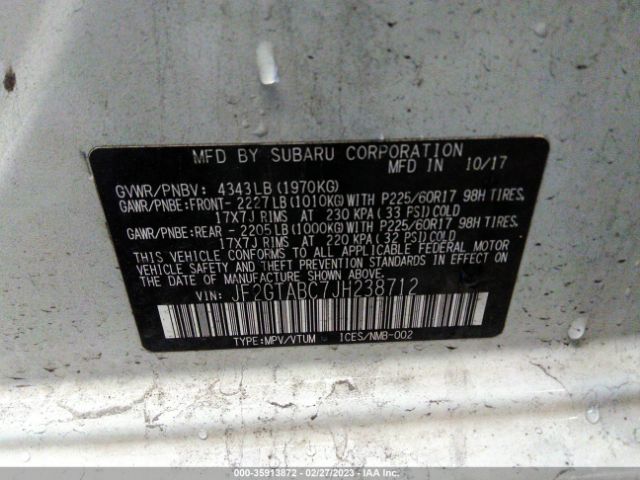 MFD BY SUBARU CORPORATION
MFD IN 10/17
GVWR/PNBV: 4343LB(1970KG)
GAWR/PNBE:FRONT- 2227LB(1010KG)WITH P225/60R17 98H TIRES,
17X7J RIMS AT 230 KPA(33 PSI)COLD
GAWR/PNBE:REAR - 2205LB(1000KG)WITH P225/60R17 98H TIRES,
17X7J RIMS AT 220 KPA(32 PSI)COLD
THIS VEHICLE CONFORMS TO ALL APPLICABLE FEDERAL MOTOR
VEHICLE SAFETY AND THEFT PREVENTION STANDARDS IN EFFECT ON
THE DATE OF MANUFACTURE SHOWN ABOVE.
VIN: JF2GTABC7JH238712
TYPE:MPV/VTUM ICES/NMB-002
000-35913872 - 02/27/2023 - IAAI.com